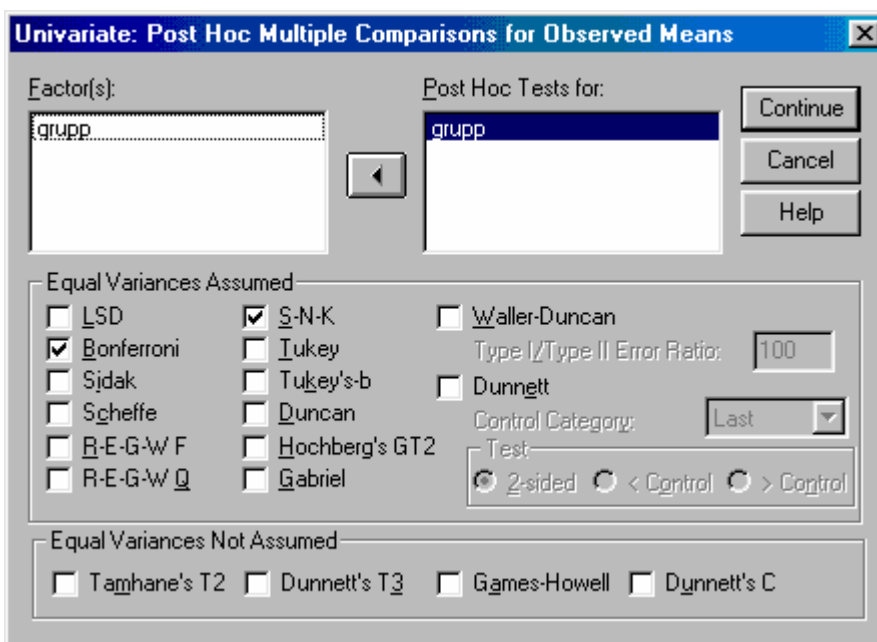 Univariate: Post Hoc Multiple Comparisons for Observed Means
Factor(s):
grupp
Post Hoc Tests for:
grupp
Continue
Cancel
Help
Equal Variances Assumed
LSD
Bonferroni
Sidak
Scheffe
R-E-G-W F
R-E-G-W Q
S-N-K
Tukey
Tukey's-b
Duncan
Hochberg's GT2
Gabriel
Waller-Duncan
Type I/Type II Error Ratio: 100
Dunnett
Control Category: Last
Test
2-sided < Control > Control
Equal Variances Not Assumed
Tamhane's T2 Dunnett's T3 Games-Howell Dunnett's C